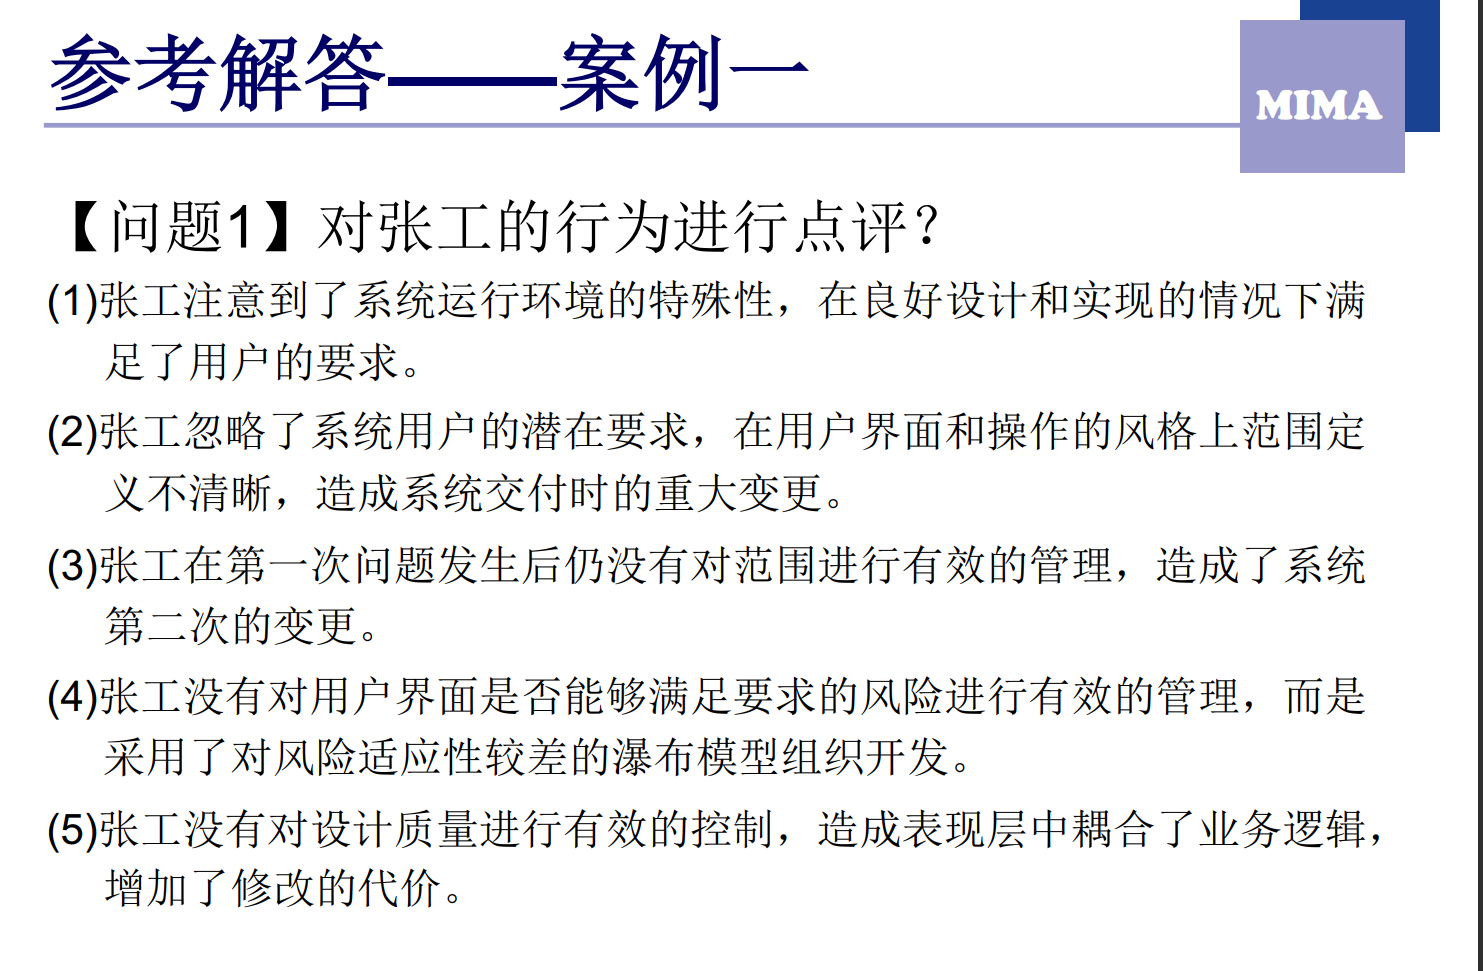 参考解答——案例一
MIMA
【问题1】对张工的行为进行点评?
(1)张工注意到了系统运行环境的特殊性，在良好设计和实现的情况下满
足了用户的要求。
(2)张工忽略了系统用户的潜在要求，在用户界面和操作的风格上范围定
义不清晰，造成系统交付时的重大变更。
(3)张工在第一次问题发生后仍没有对范围进行有效的管理，造成了系统
第二次的变更。
(4)张工没有对用户界面是否能够满足要求的风险进行有效的管理，而是
采用了对风险适应性较差的瀑布模型组织开发。
(5)张工没有对设计质量进行有效的控制，造成表现层中耦合了业务逻辑，
增加了修改的代价。